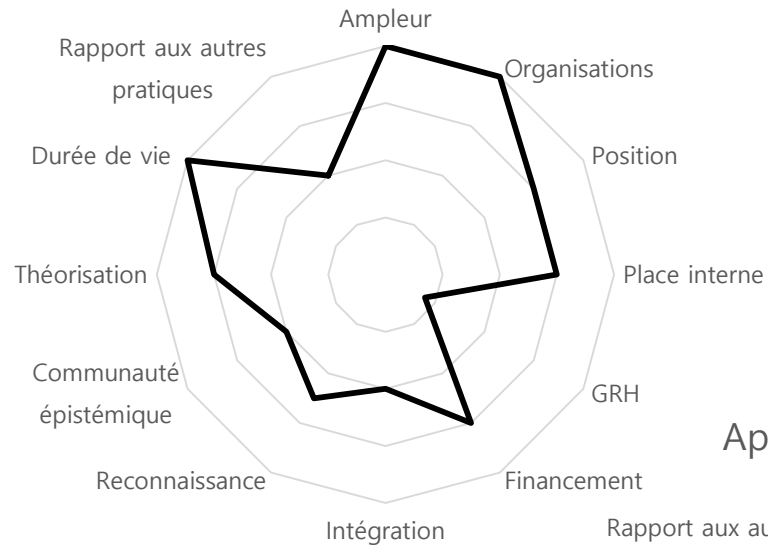 Ampleur
Rapport aux autres
pratiques
Organisations
Durée de vie
Position
Théorisation
Place interne
Communauté
épistémique
GRH
Ap
Reconnaissance
Financement
Intégration
Rapport aux au